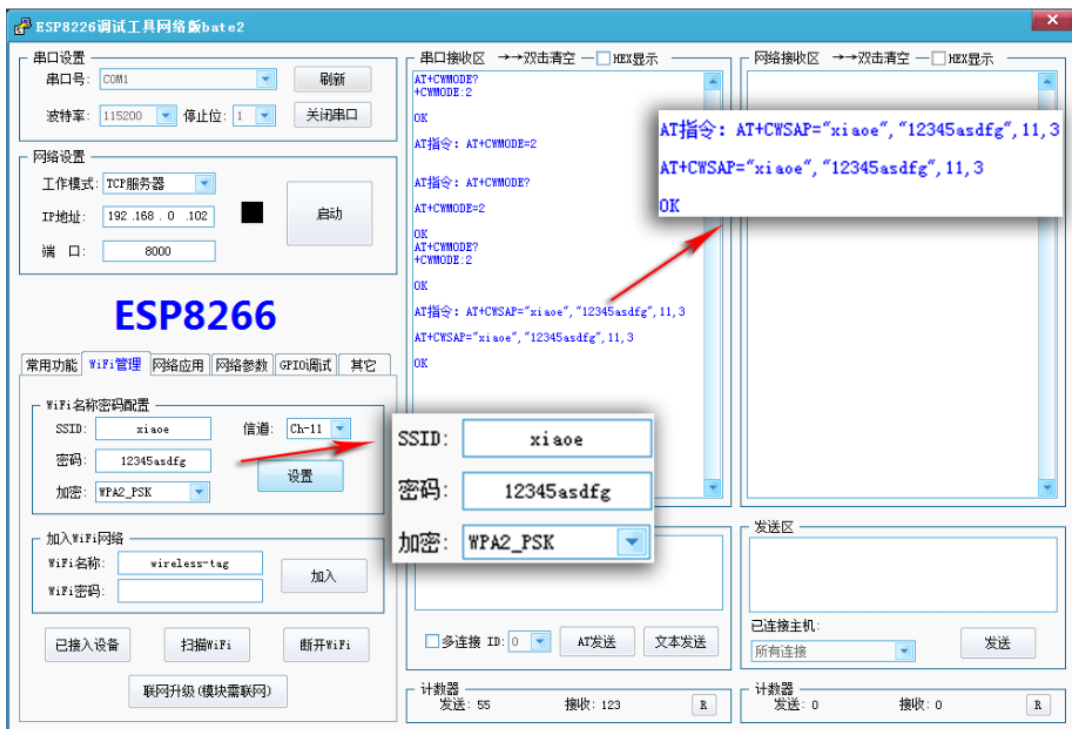 ESP8226调试工具网络版bate2
串口设置
串口号: COM1 刷新
波特率: 115200 停止位: 1 关闭串口
网络设置
工作模式: TCP服务器
IP地址: 192 .168 . 0 .102 启动
端 口: 8000
ESP8266
常用功能 WiFi管理 网络应用 网络参数 GPIO调试 其它
WiFi名称密码配置
SSID: xiaoe 信道: Ch-11
密码: 12345asdfg 设置
加密: WPA2_PSK
加入WiFi网络
WiFi名称: wireless-tag
WiFi密码: 加入
已接入设备 扫描WiFi 断开WiFi
联网升级(模块需联网)
串口接收区 →→双击清空 HEX显示
AT+CWMODE?
+CWMODE:2
OK
AT指令: AT+CWMODE=2
AT指令: AT+CWMODE?
AT+CWMODE=2
OK
AT+CWMODE?
+CWMODE:2
OK
AT指令: AT+CWSAP="xiaoe","12345asdfg",11,3
AT+CWSAP="xiaoe","12345asdfg",11,3
OK
SSID: xiaoe
密码: 12345asdfg
加密: WPA2_PSK
多连接 ID: 0 AT发送 文本发送
计数器
发送: 55 接收: 123 R
网络接收区 →→双击清空 HEX显示
AT指令: AT+CWSAP="xiaoe","12345asdfg",11,3
AT+CWSAP="xiaoe","12345asdfg",11,3
OK
发送区
已连接主机:
所有连接 发送
计数器
发送: 0 接收: 0 R